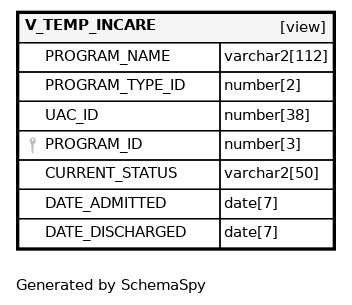 V_TEMP_INCARE [view]
PROGRAM_NAME varchar2[112]
PROGRAM_TYPE_ID number[2]
UAC_ID number[38]
PROGRAM_ID number[3]
CURRENT_STATUS varchar2[50]
DATE_ADMITTED date[7]
DATE_DISCHARGED date[7]
Generated by SchemaSpy